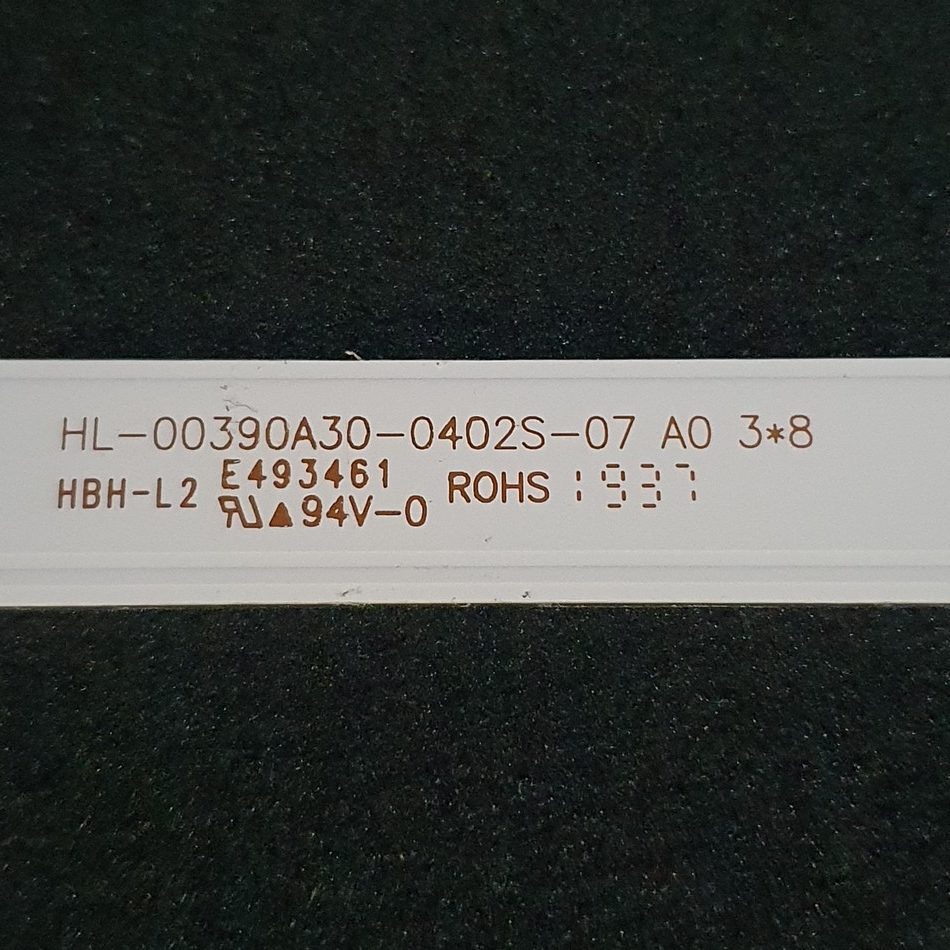 HL-00390A30-0402S-07 A0 3*8
HBH-L2 E493461 ROHS 1937
94V-0